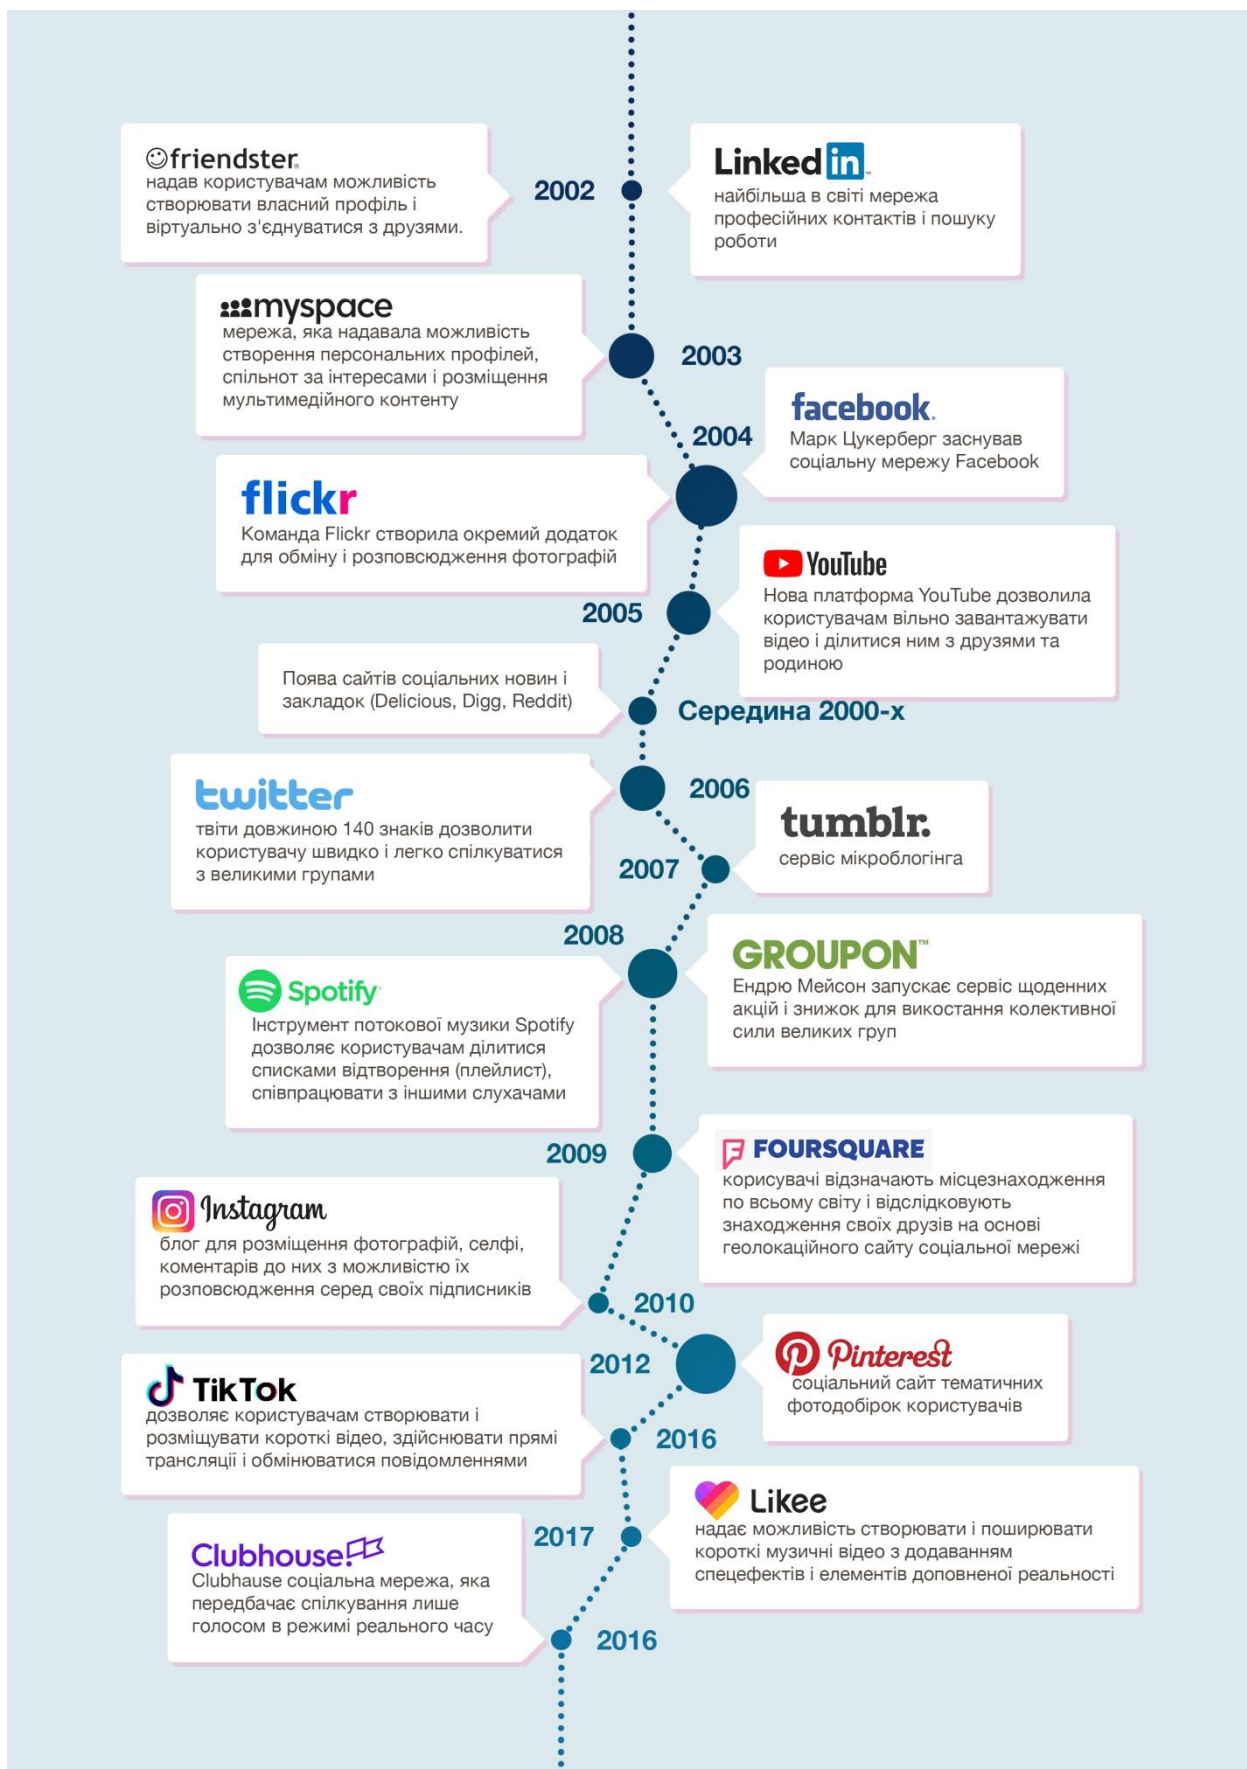 friendster
надав користувачам можливість
створювати власний профіль і
віртуально з'єднуватися з друзями.
2002
Linked in
найбільша в світі мережа
професійних контактів і пошуку
роботи
myspace
мережа, яка надавала можливість
створення персональних профілей,
спільнот за інтересами і розміщення
мультимедійного контенту
2003
facebook.
Марк Цукерберг заснував
соціальну мережу Facebook
2004
flickr
Команда Flickr створила окремий додаток
для обміну і розповсюдження фотографій
YouTube
Нова платформа YouTube дозволила
користувачам вільно завантажувати
відео і ділитися ним з друзями та
родиною
2005
Поява сайтів соціальних новин і
закладок (Delicious, Digg, Reddit)
Середина 2000-х
twitter
твіти довжиною 140 знаків дозволити
користувачу швидко і легко спілкуватися
з великими групами
2006
tumblr.
сервіс мікроблогінга
2007
2008
GROUPON™
Ендрю Мейсон запускає сервіс щоденних
акцій і знижок для викостання колективної
сили великих груп
Spotify
Інструмент потокової музики Spotify
дозволяє користувачам ділитися
списками відтворення (плейлист),
співпрацювати з іншими слухачами
2009
FOURSQUARE
корисувачі відзначають місцезнаходження
по всьому світу і відслідковують
знаходження своїх друзів на основі
геолокаційного сайту соціальної мережі
Instagram
блог для розміщення фотографій, селфі,
коментарів до них з можливістю їх
розповсюдження серед своїх підписників
2010
2012
Pinterest
соціальний сайт тематичних
фотодобірок користувачів
TikTok
дозволяє користувачам створювати і
розміщувати короткі відео, здійснювати прямі
трансляції і обмінюватися повідомленнями
2016
Likee
надає можливість створювати і поширювати
короткі музичні відео з додаванням
спецефектів і елементів доповненої реальності
2017
Clubhouse
Clubhause соціальна мережа, яка
передбачає спілкування лише
голосом в режимі реального часу
2016